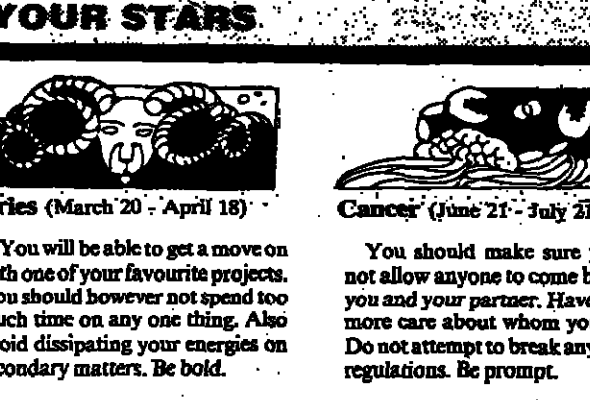 YOUR STARS
ries (March 20 - April 18)
You will be able to get a move on
th one of your favourite projects.
ou should however not spend too
uch time on any one thing. Also
oid dissipating your energies on
condary matters. Be bold.
Cancer (June 21 - July 21
You should make sure
not allow anyone to come b
you and your partner. Have
more care about whom yo
Do not attempt to break any
regulations. Be prompt.